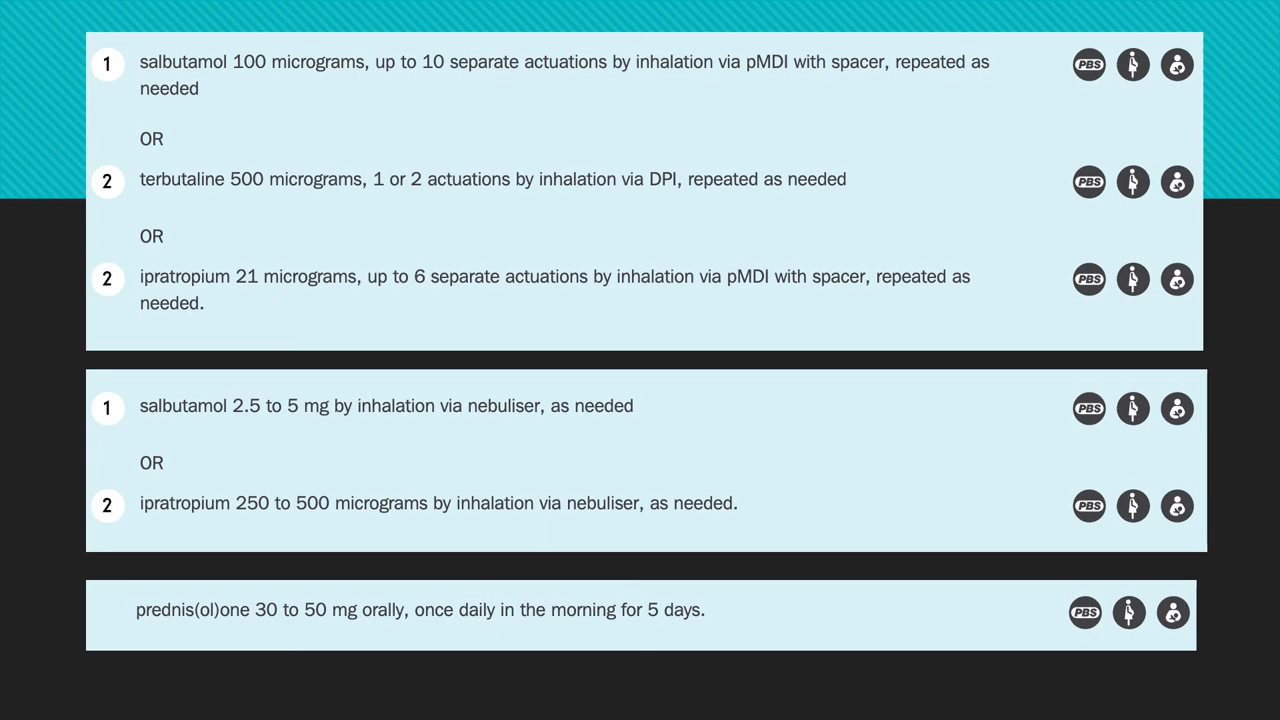 1 salbutamol 100 micrograms, up to 10 separate actuations by inhalation via pMDI with spacer, repeated as PBS
needed
OR
2 terbutaline 500 micrograms, 1 or 2 actuations by inhalation via DPI, repeated as needed PBS
OR
2 ipratropium 21 micrograms, up to 6 separate actuations by inhalation via pMDI with spacer, repeated as PBS
needed.
1 salbutamol 2.5 to 5 mg by inhalation via nebuliser, as needed PBS
OR
2 ipratropium 250 to 500 micrograms by inhalation via nebuliser, as needed. PBS
prednis(ol)one 30 to 50 mg orally, once daily in the morning for 5 days. PBS